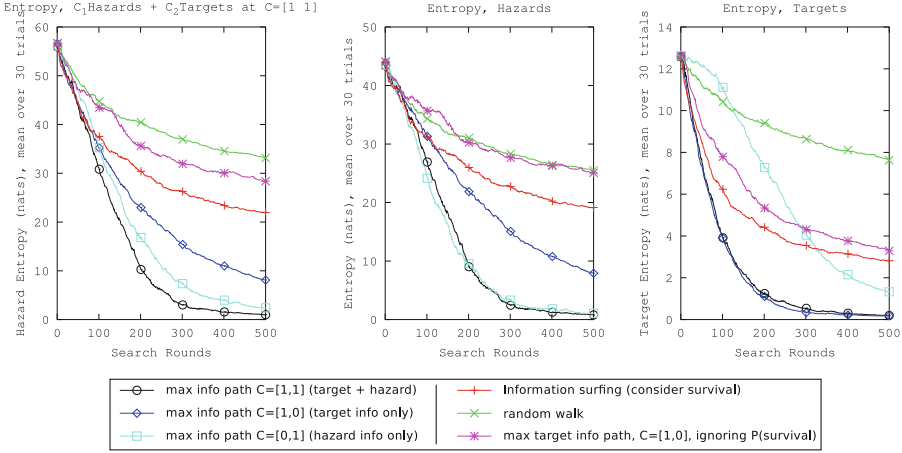 Entropy, C₁Hazards + C₂Targets at C=[1 1]
Entropy, Hazards
Entropy, Targets
Hazard Entropy (nats), mean over 30 trials
60
50
40
30
20
10
0
0 100 200 300 400 500
Search Rounds
Entropy (nats), mean over 30 trials
50
40
30
20
10
0
0 100 200 300 400 500
Search Rounds
Target Entropy (nats), mean over 30 trials
14
12
10
8
6
4
2
0
0 100 200 300 400 500
Search Rounds
max info path C=[1,1] (target + hazard)
max info path C=[1,0] (target info only)
max info path C=[0,1] (hazard info only)
Information surfing (consider survival)
random walk
max target info path, C=[1,0], ignoring P(survival)